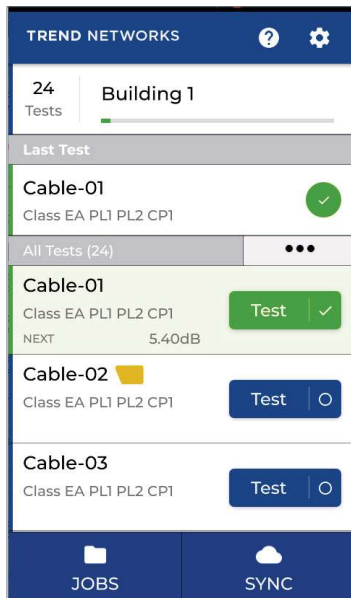 TREND NETWORKS
24
Tests
Building 1
Last Test
Cable-01
Class EA PL1 PL2 CP1
All Tests (24)
Cable-01
Class EA PL1 PL2 CP1
NEXT 5.40dB
Test
Cable-02
Class EA PL1 PL2 CP1
Test
Cable-03
Class EA PL1 PL2 CP1
Test
JOBS
SYNC